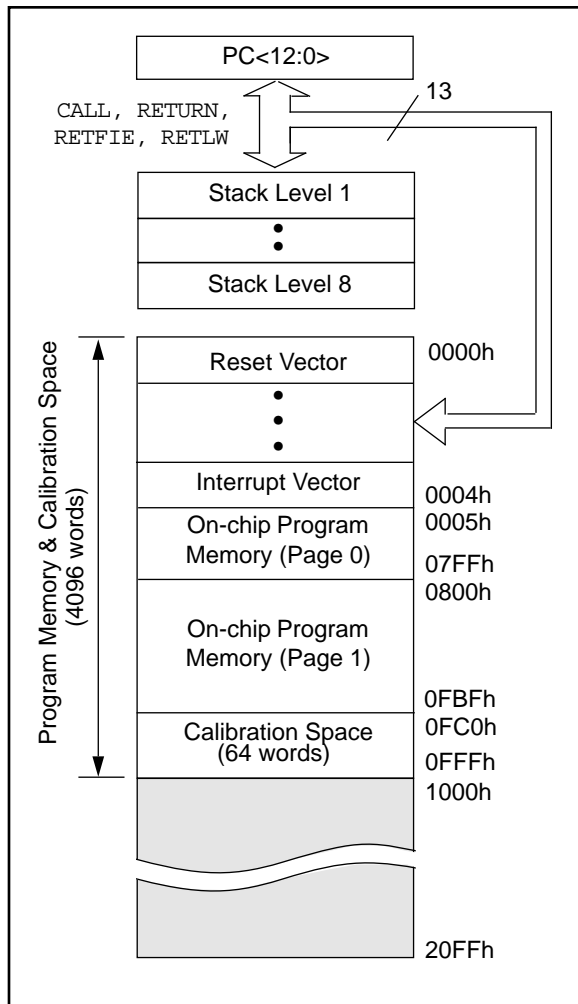 PC<12:0>
13
CALL, RETURN,
RETFIE, RETLW
Stack Level 1
Stack Level 8
Program Memory & Calibration Space
(4096 words)
Reset Vector
0000h
Interrupt Vector
0004h
0005h
On-chip Program
Memory (Page 0)
07FFh
0800h
On-chip Program
Memory (Page 1)
0FBFh
0FC0h
Calibration Space
(64 words)
0FFFh
1000h
20FFh